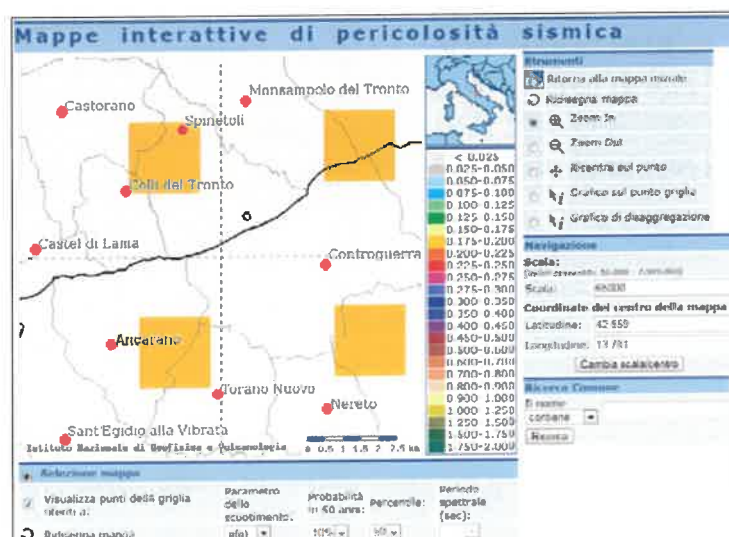 Mappe interattive di pericolosità sismica
Monsampolo del Tronto
Castorano
Spinetoli
Colli del Tronto
Castel di Lama
Controguerra
Ancarano
Torano Nuovo
Nereto
Sant'Egidio alla Vibrata
Istituto Nazionale di Geofisica e Vulcanologia
0 0.5 1 1.5 2 2.5 km
< 0.025
0.025-0.050
0.050-0.075
0.075-0.100
0.100-0.125
0.125-0.150
0.150-0.175
0.175-0.200
0.200-0.225
0.225-0.250
0.250-0.275
0.275-0.300
0.300-0.350
0.350-0.400
0.400-0.450
0.450-0.500
0.500-0.600
0.600-0.700
0.700-0.800
0.800-0.900
0.900-1.000
1.000-1.250
1.250-1.500
1.500-1.750
1.750-2.000
Strumenti
Ritorna alla mappa iniziale
Ridisegna mappa
Zoom In
Zoom Out
Ricentra sul punto
Grafico sul punto griglia
Grafico di disaggregazione
Navigazione
Scala:
Scala:
Coordinate del centro della mappa
Latitudine: 42.859
Longitudine: 13.781
Cambia scala/centro
Ricerca Comune
Il nome
contiene
Ricerca
Selezione mappa
Visualizza punti della griglia
riferiti a:
Parametro
dello
scuotimento:
Probabilità
in 50 anni:
Percentile:
Periodo
spettrale
(sec):
Ridisegna mappa
10%
50